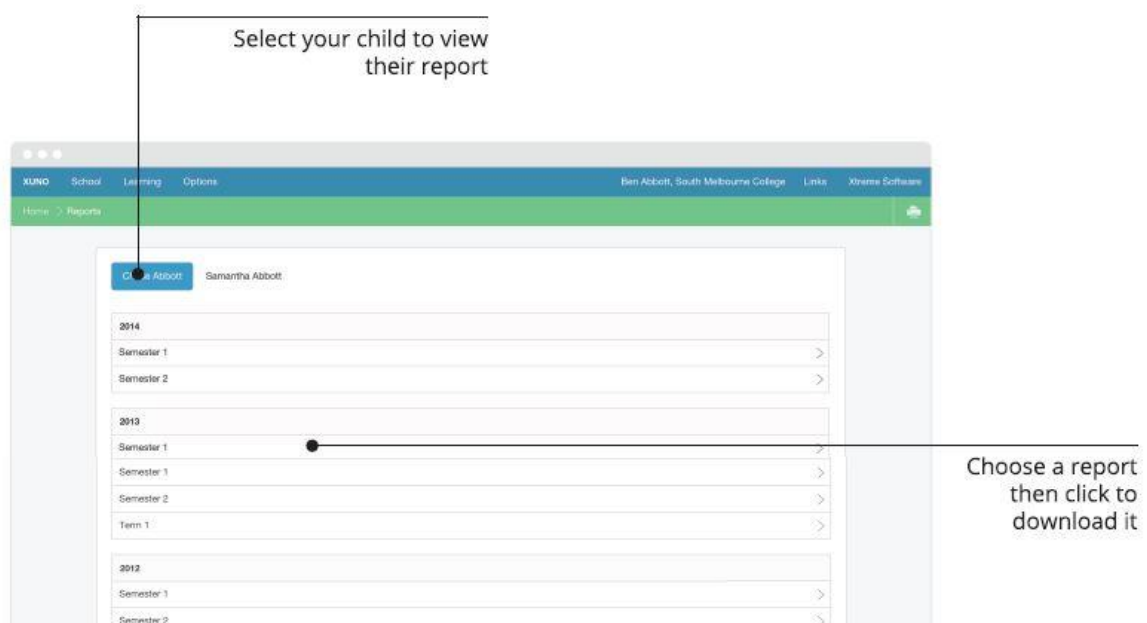 Select your child to view
their report
XUNO School Learning Options Ben Abbott, South Melbourne College Links Xtreme Software
Home > Reports
Abbott Samantha Abbott
2014
Semester 1
Semester 2
2013
Semester 1
Semester 1
Semester 2
Term 1
Choose a report
then click to
download it
2012
Semester 1
Semester 2